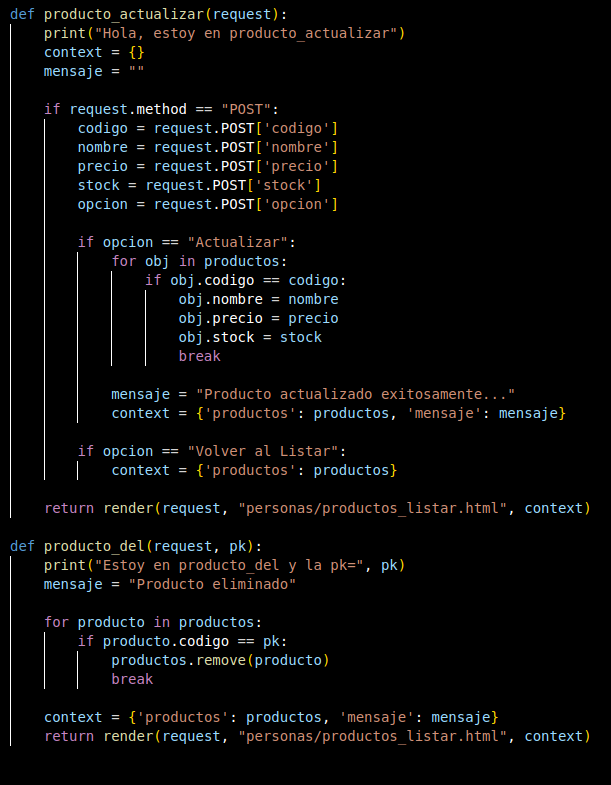 def producto_actualizar(request):
    print("Hola, estoy en producto_actualizar")
    context = {}
    mensaje = ""

    if request.method == "POST":
        codigo = request.POST['codigo']
        nombre = request.POST['nombre']
        precio = request.POST['precio']
        stock = request.POST['stock']
        opcion = request.POST['opcion']

        if opcion == "Actualizar":
            for obj in productos:
                if obj.codigo == codigo:
                    obj.nombre = nombre
                    obj.precio = precio
                    obj.stock = stock
                    break

            mensaje = "Producto actualizado exitosamente..."
            context = {'productos': productos, 'mensaje': mensaje}

        if opcion == "Volver al Listar":
            context = {'productos': productos}

    return render(request, "personas/productos_listar.html", context)

def producto_del(request, pk):
    print("Estoy en producto_del y la pk=", pk)
    mensaje = "Producto eliminado"

    for producto in productos:
        if producto.codigo == pk:
            productos.remove(producto)
            break

    context = {'productos': productos, 'mensaje': mensaje}
    return render(request, "personas/productos_listar.html", context)